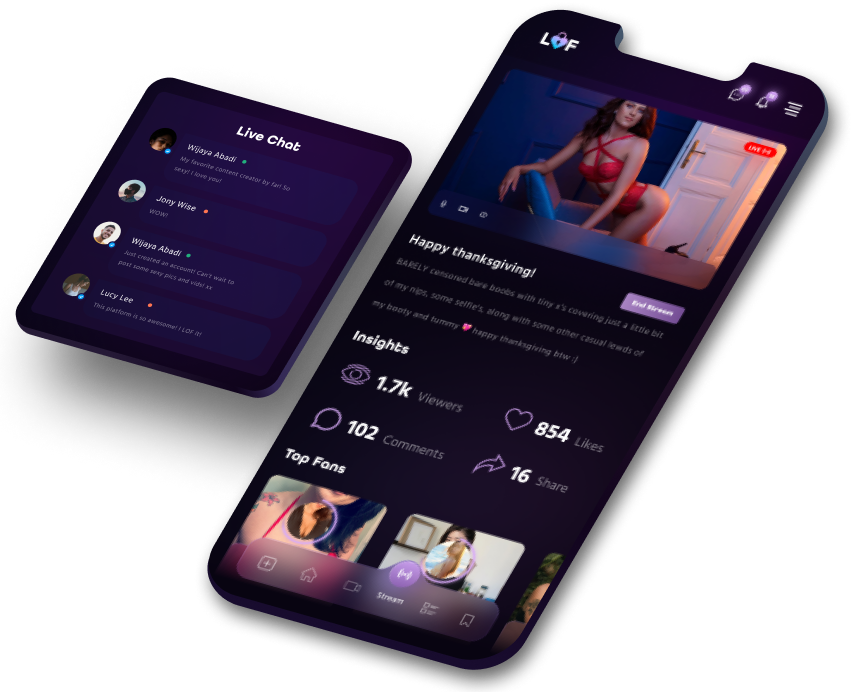 Live Chat
Wijaya Abadi
My favorite content creator by far! So
sexy! I love you!
Jony Wise
WOW!
Wijaya Abadi
Just created an account! Can't wait to
post some sexy pics and vids! xx
Lucy Lee
This platform is so awesome! I LOF it!
LOF
LIVE
Happy thanksgiving!
End Stream
BARELY censored bare boobs with tiny x's covering just a little bit
of my nips, some selfie's, along with some other casual lewds of
my booty and tummy 💖 happy thanksgiving btw :)
Insights
1.7k Viewers
854 Likes
102 Comments
16 Share
Top Fans
Stream